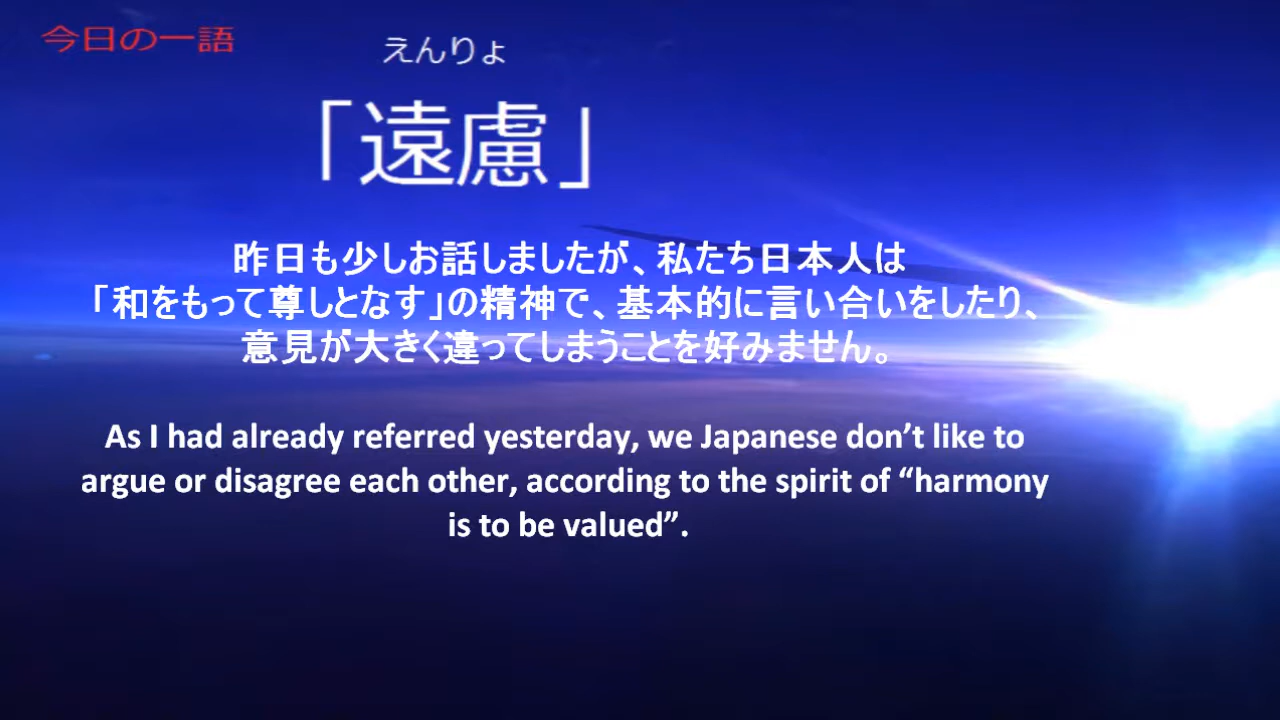 今日の一語
えんりょ
「遠慮」
昨日も少しお話しましたが、私たち日本人は
「和をもって尊しとなす」の精神で、基本的に言い合いをしたり、
意見が大きく違ってしまうことを好みません。
As I had already referred yesterday, we Japanese don’t like to
argue or disagree each other, according to the spirit of “harmony
is to be valued”.